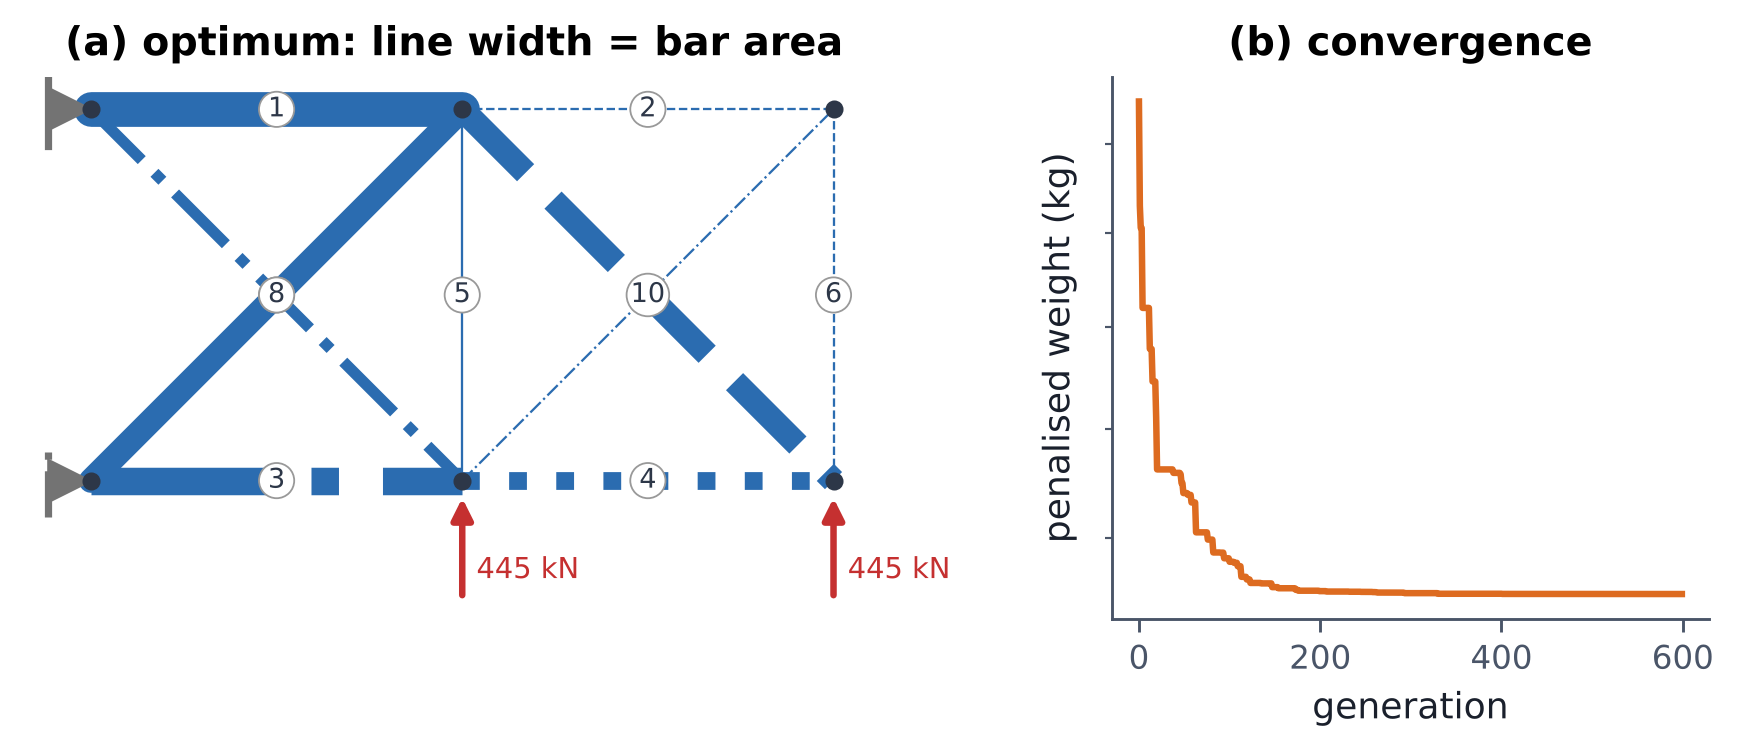 (a) optimum: line width = bar area
1
2
8
5
10
6
3
4
445 kN
445 kN
(b) convergence
penalised weight (kg)
0
200
400
600
generation